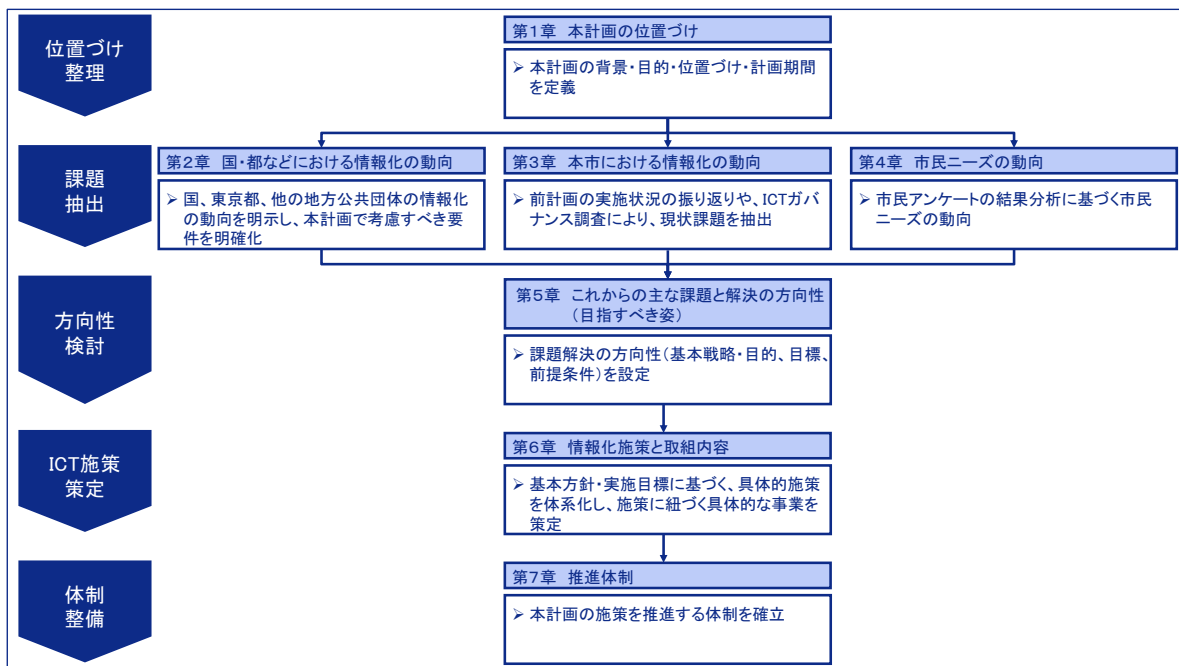 位置づけ
整理
第1章 本計画の位置づけ
➢ 本計画の背景・目的・位置づけ・計画期間
を定義
課題
抽出
第2章 国・都などにおける情報化の動向
➢ 国、東京都、他の地方公共団体の情報化
の動向を明示し、本計画で考慮すべき要
件を明確化
第3章 本市における情報化の動向
➢ 前計画の実施状況の振り返りや、ICTガバ
ナンス調査により、現状課題を抽出
第4章 市民ニーズの動向
➢ 市民アンケートの結果分析に基づく市民
ニーズの動向
方向性
検討
第5章 これからの主な課題と解決の方向性
(目指すべき姿)
➢ 課題解決の方向性(基本戦略・目的、目標、
前提条件)を設定
ICT施策
策定
第6章 情報化施策と取組内容
➢ 基本方針・実施目標に基づく、具体的施策
を体系化し、施策に紐づく具体的な事業を
策定
体制
整備
第7章 推進体制
➢ 本計画の施策を推進する体制を確立